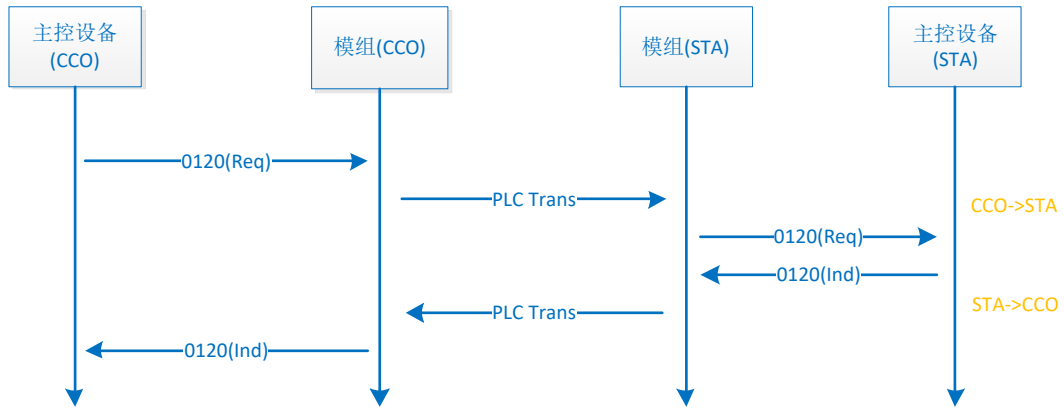 主控设备
(CCO)
模组(CCO)
模组(STA)
主控设备
(STA)
0120(Req)
PLC Trans
CCO->STA
0120(Req)
0120(Ind)
PLC Trans
STA->CCO
0120(Ind)